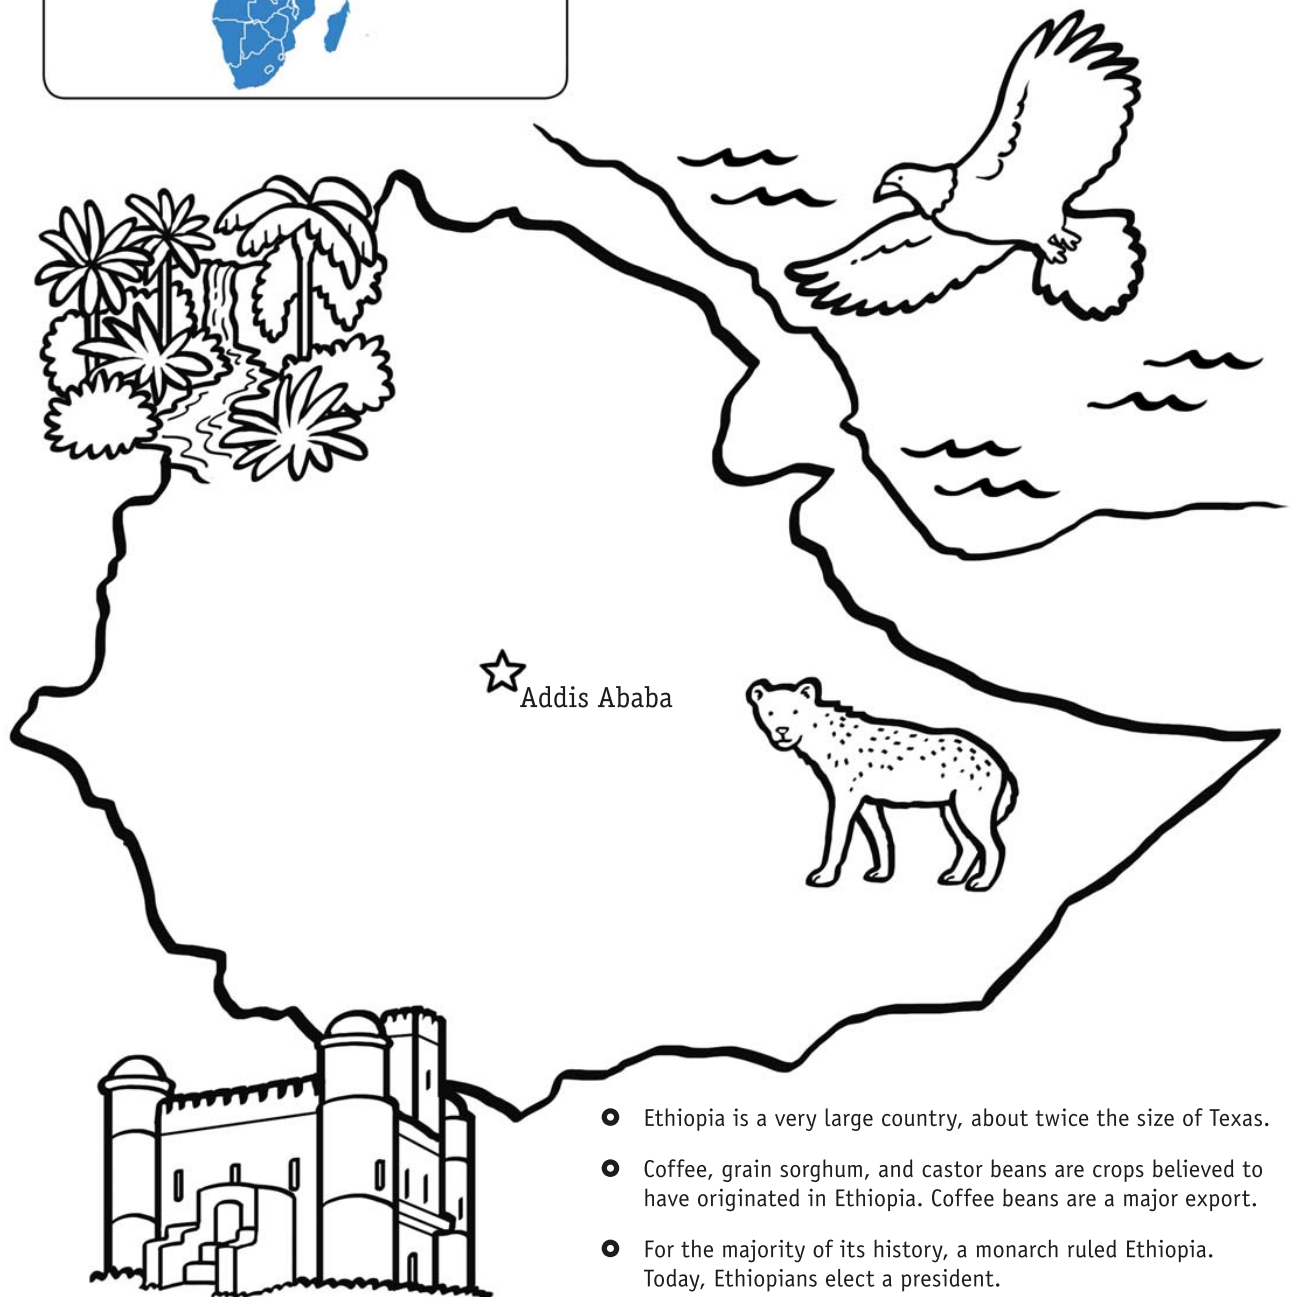 Addis Ababa
Ethiopia is a very large country, about twice the size of Texas.
Coffee, grain sorghum, and castor beans are crops believed to
have originated in Ethiopia. Coffee beans are a major export.
For the majority of its history, a monarch ruled Ethiopia.
Today, Ethiopians elect a president.